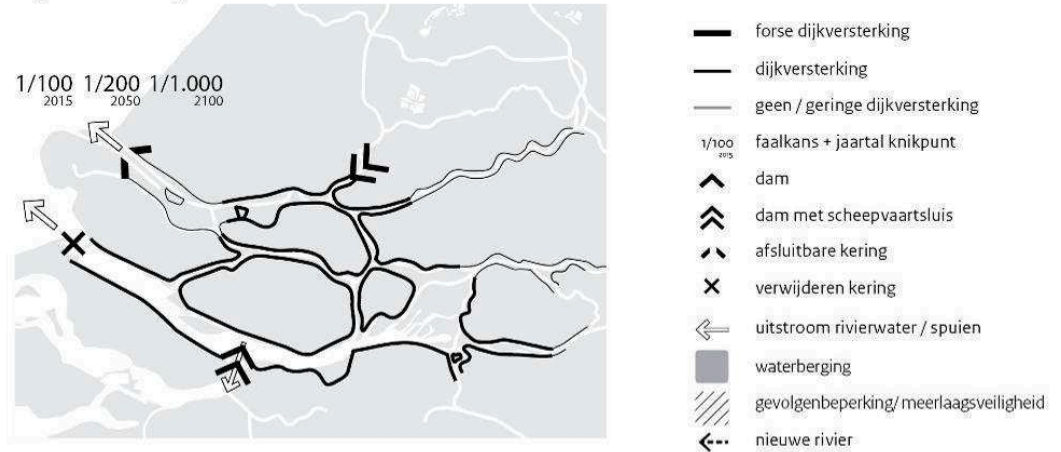 1/100 1/200 1/1.000
2015 2050 2100
forse dijkversterking
dijkversterking
geen / geringe dijkversterking
1/100 faalkans + jaartal knikpunt
2015
dam
dam met scheepvaartsluis
afsluitbare kering
verwijderen kering
uitstroom rivierwater / spuien
waterberging
gevolgenbeperking/ meerlaagsveiligheid
nieuwe rivier